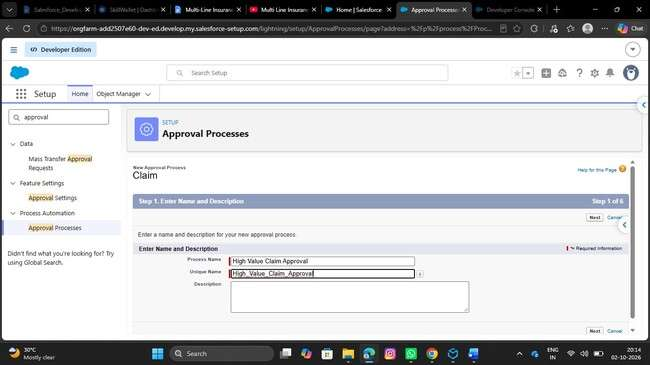 Salesforce_Devel
SkillWallet | Dashb
Multi-Line Insuranc
Multi-Line Insuran
Home | Salesforce
Approval Processes
Developer Console
https://orgfarm-add2507e60-dev-ed.develop.my.salesforce-setup.com/lightning/setup/ApprovalProcesses/page?address=%2Fp%2Fprocess%2FProc...
Chat
Developer Edition
Search Setup
Setup
Home
Object Manager
approval
Data
Mass Transfer Approval
Requests
Feature Settings
Approval Settings
Process Automation
Approval Processes
Didn't find what you're looking for? Try
using Global Search.
SETUP
Approval Processes
New Approval Process
Claim
Help for this Page
Step 1. Enter Name and Description
Step 1 of 6
Next
Cancel
Enter a name and description for your new approval process.
Enter Name and Description
= Required Information
Process Name
High Value Claim Approval
Unique Name
High_Value_Claim_Approval
i
Description
Next
Cancel
30°C
Mostly clear
Search
ENG
IN
20:14
02-10-2026